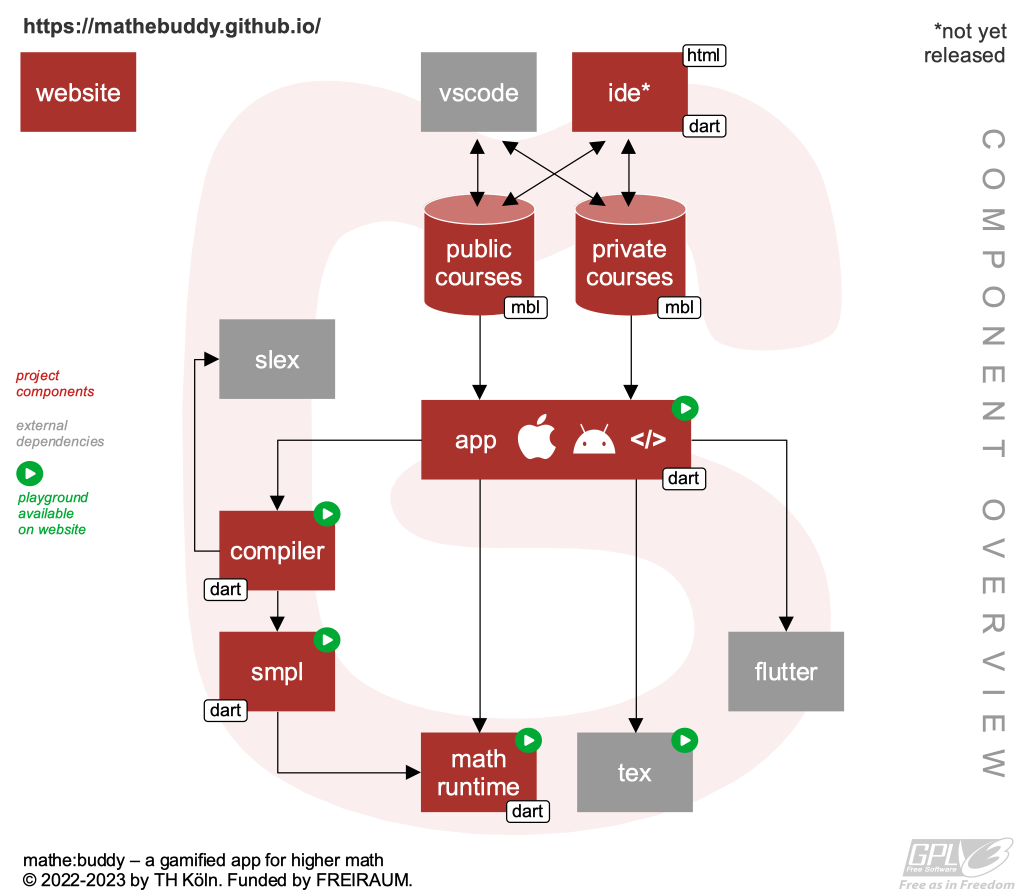 https://mathebuddy.github.io/
*not yet
released
website
vscode
ide*
html
dart
public
courses
mbl
private
courses
mbl
slex
project
components
external
dependencies
playground
available
on website
app
</>
dart
compiler
dart
smpl
dart
flutter
math
runtime
dart
tex
COMPONENT OVERVIEW
mathe:buddy – a gamified app for higher math
© 2022-2023 by TH Köln. Funded by FREIRAUM.
GPLv3
Free Software
Free as in Freedom